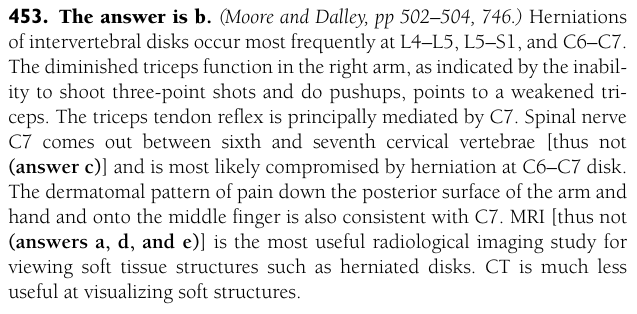 453. The answer is b. (Moore and Dalley, pp 502–504, 746.) Herniations
of intervertebral disks occur most frequently at L4–L5, L5–S1, and C6–C7.
The diminished triceps function in the right arm, as indicated by the inabil-
ity to shoot three-point shots and do pushups, points to a weakened tri-
ceps. The triceps tendon reflex is principally mediated by C7. Spinal nerve
C7 comes out between sixth and seventh cervical vertebrae [thus not
(answer c)] and is most likely compromised by herniation at C6–C7 disk.
The dermatomal pattern of pain down the posterior surface of the arm and
hand and onto the middle finger is also consistent with C7. MRI [thus not
(answers a, d, and e)] is the most useful radiological imaging study for
viewing soft tissue structures such as herniated disks. CT is much less
useful at visualizing soft structures.